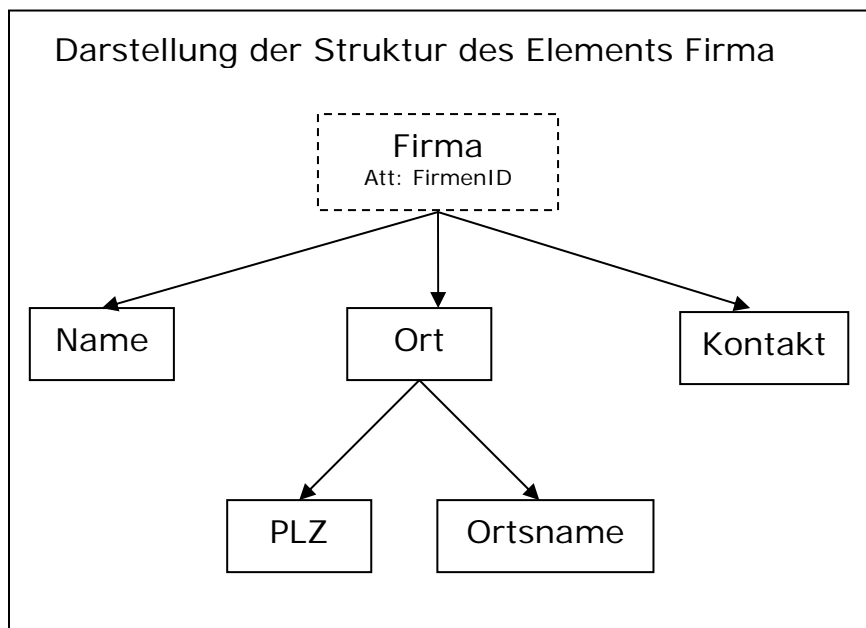 Darstellung der Struktur des Elements Firma
Firma
Att: FirmenID
Name
Ort
Kontakt
PLZ
Ortsname